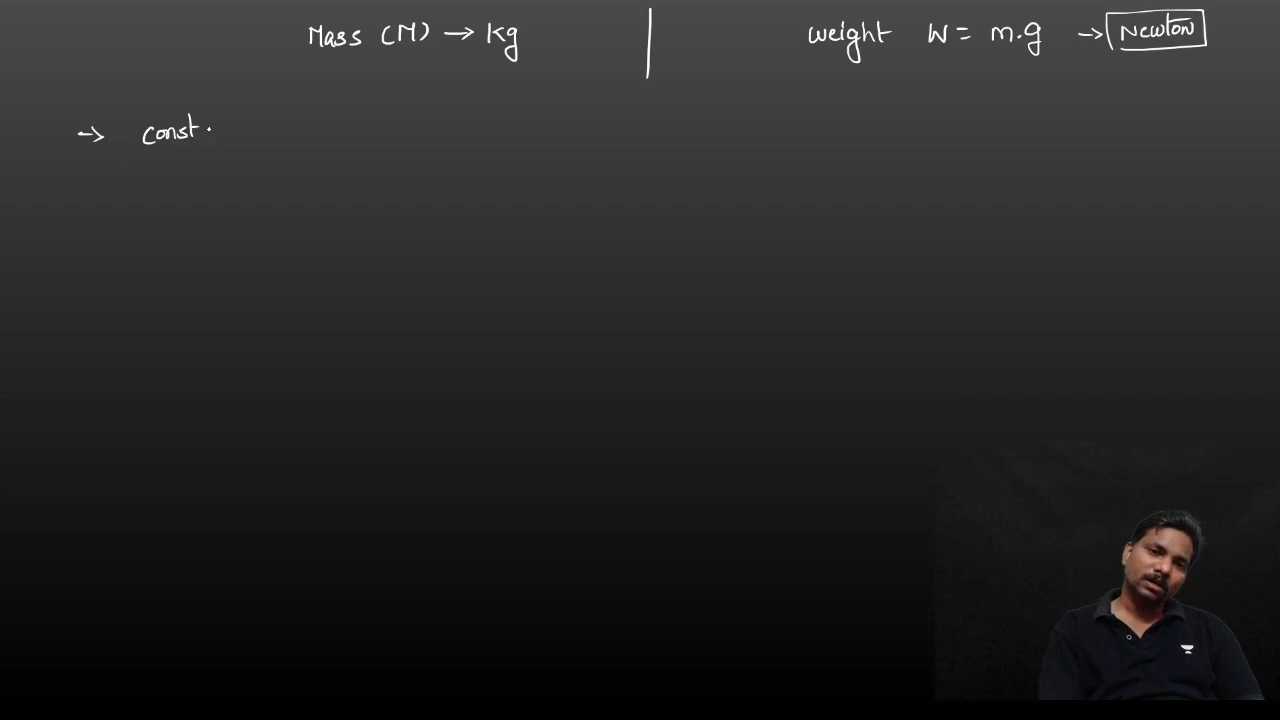 Mass (M) → Kg
weight W = m.g → Newton
→ const.